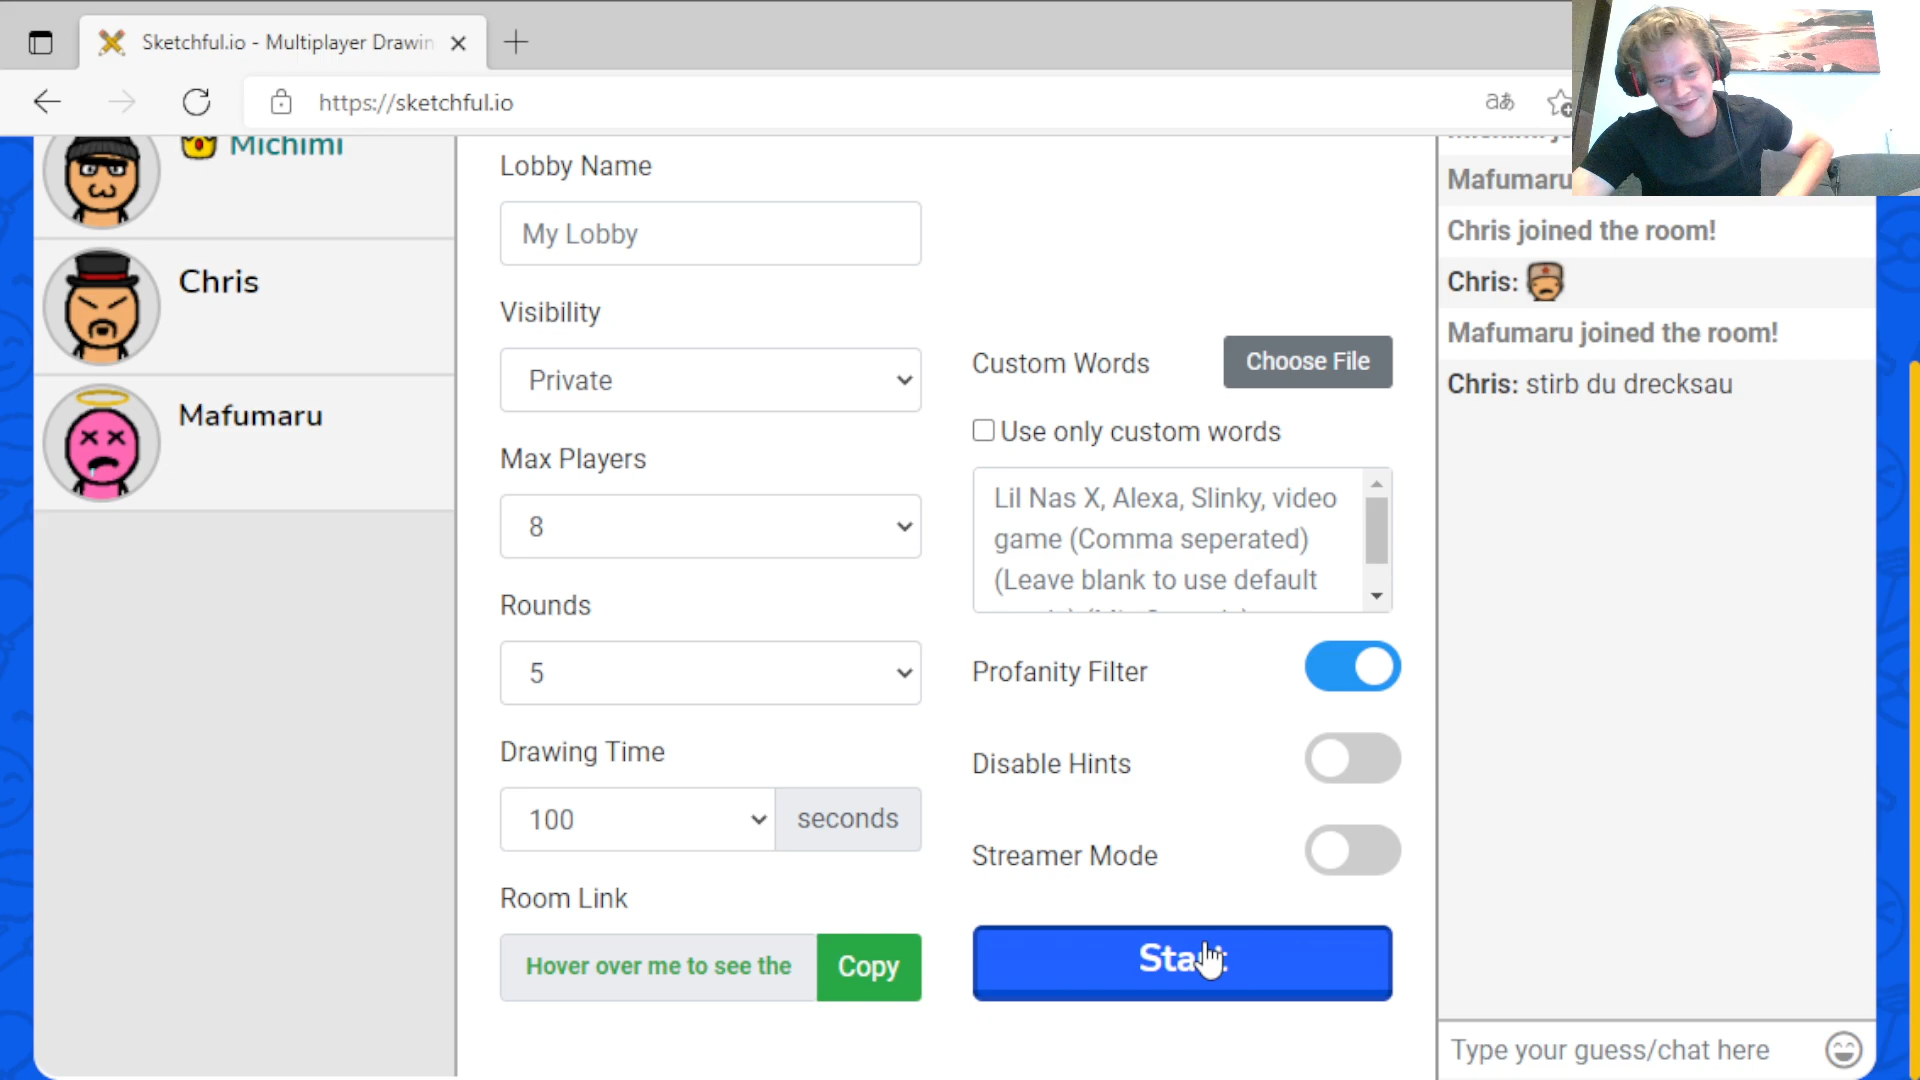 Sketchful.io - Multiplayer Drawin
https://sketchful.io
Michimi
Chris
Mafumaru
Lobby Name
My Lobby
Visibility
Private
Max Players
8
Rounds
5
Drawing Time
100
seconds
Room Link
Hover over me to see the
Copy
Custom Words
Choose File
Use only custom words
Lil Nas X, Alexa, Slinky, video
game (Comma seperated)
(Leave blank to use default
Profanity Filter
Disable Hints
Streamer Mode
Start
Mafumaru
Chris joined the room!
Chris:
Mafumaru joined the room!
Chris: stirb du drecksau
Type your guess/chat here